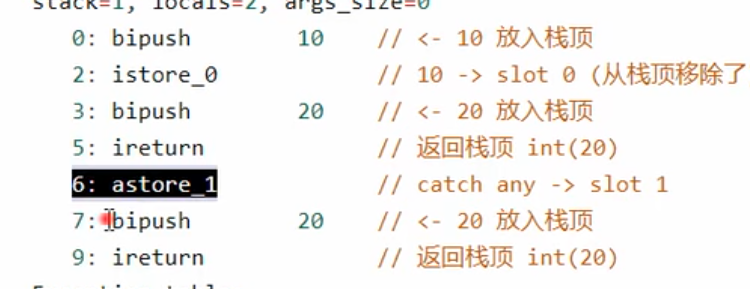 stack=1, locals=2, args_size=0
0: bipush 10 // <- 10 放入栈顶
2: istore_0 // 10 -> slot 0 (从栈顶移除了
3: bipush 20 // <- 20 放入栈顶
5: ireturn // 返回栈顶 int(20)
6: astore_1 // catch any -> slot 1
7: bipush 20 // <- 20 放入栈顶
9: ireturn // 返回栈顶 int(20)